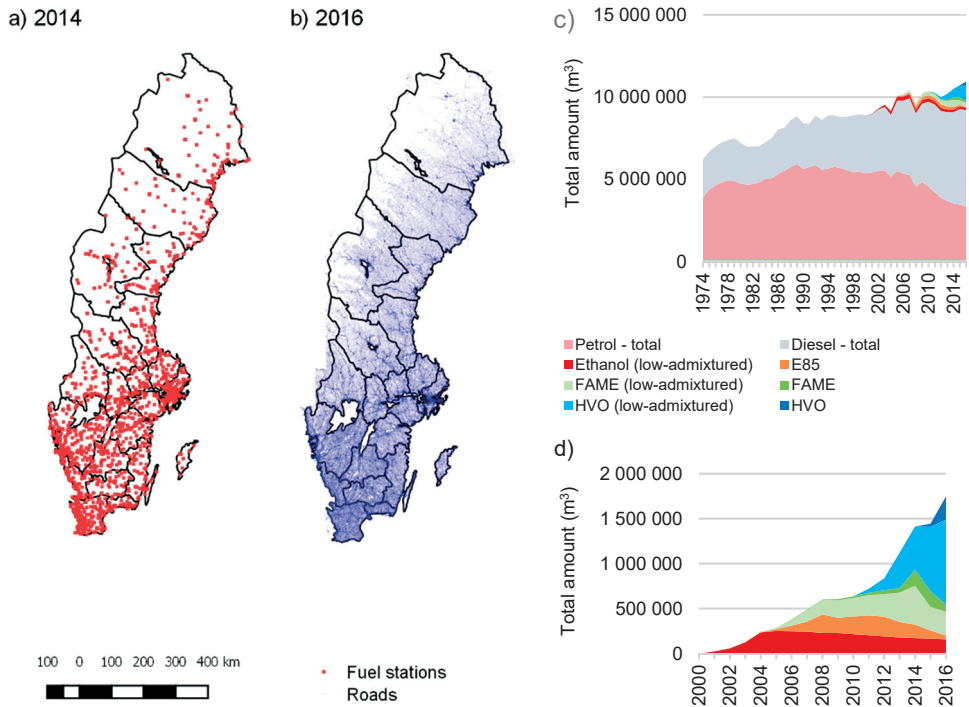 a) 2014
b) 2016
100 0 100 200 300 400 km
Fuel stations
Roads
c)
Total amount (m³)
15 000 000
10 000 000
5 000 000
0
1974
1978
1982
1986
1990
1994
1998
2002
2006
2010
2014
Petrol - total
Diesel - total
Ethanol (low-admixtured)
E85
FAME (low-admixtured)
FAME
HVO (low-admixtured)
HVO
d)
Total amount (m³)
2 000 000
1 500 000
1 000 000
500 000
0
2000
2002
2004
2006
2008
2010
2012
2014
2016